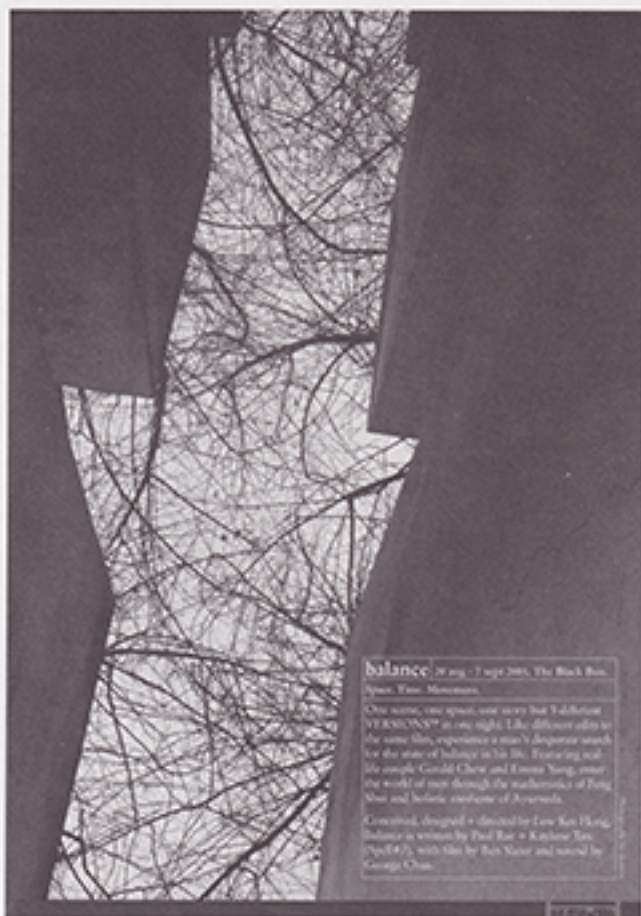 balance 28 aug - 7 sept 2003, The Black Box.
Space. Time. Movement.
One scene, one space, one story but 9 different
VERSIONS™ in one night. Like different edits to
the same film, experience a man's desperate search
for the state of balance in his life. Featuring real
life couple Gerald Chew and Emma Yong, enter
the world of men through the mathematics of Feng
Shui and holistic of Ayurveda.
Conceived, designed + directed by Low Kee Hong,
Balance is written by Paul Rae + Kaylene Tan
(Spell#7), with film by Ben Slater and sound by
George Chua.